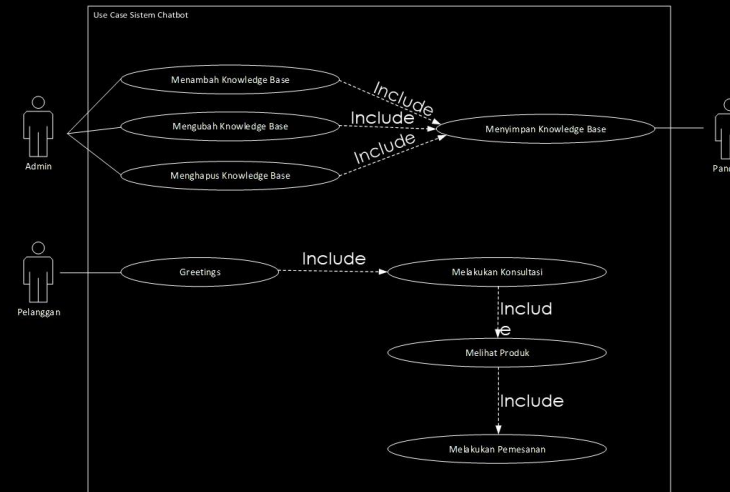 Use Case Sistem Chatbot
Menambah Knowledge Base
Include
Include
Mengubah Knowledge Base
Menyimpan Knowledge Base
Include
Admin
Menghapus Knowledge Base
Include
Greetings
Melakukan Konsultasi
Pelanggan
Includ
e
Melihat Produk
Include
Melakukan Pemesanan